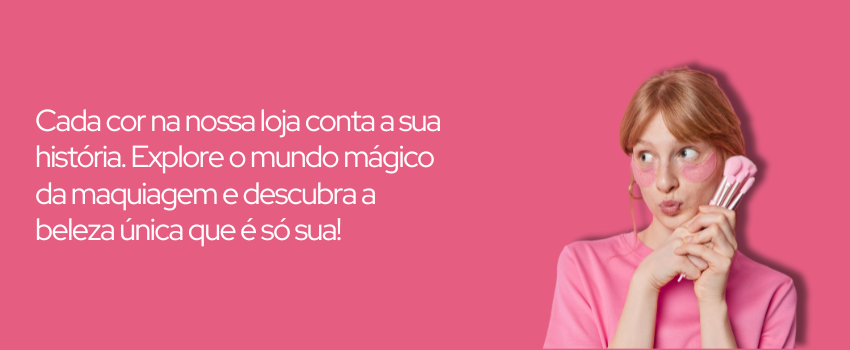 Cada cor na nossa loja conta a sua
história. Explore o mundo mágico
da maquiagem e descubra a
beleza única que é só sua!